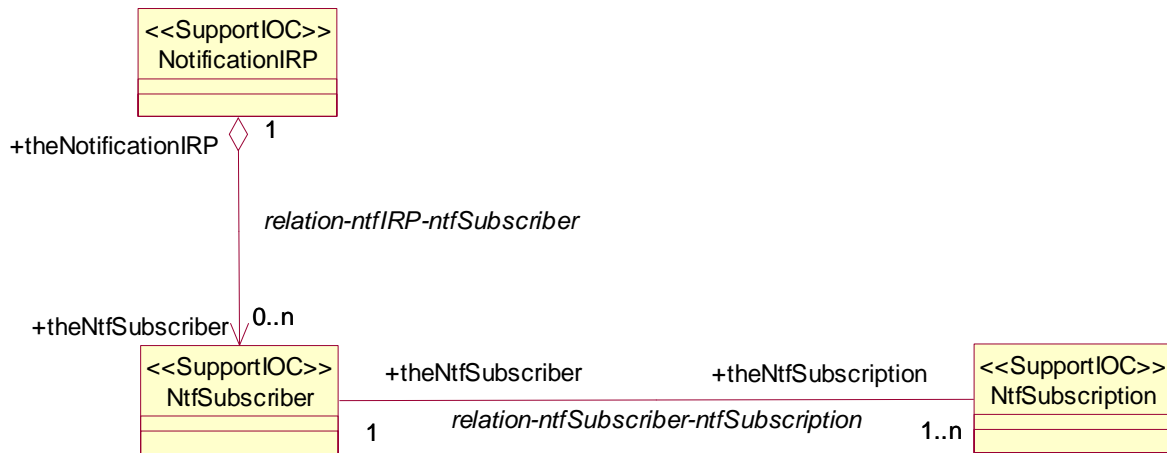 <<SupportIOC>>
NotificationIRP
1
+theNotificationIRP
relation-ntfIRP-ntfSubscriber
+theNtfSubscriber
0..n
<<SupportIOC>>
NtfSubscriber
+theNtfSubscriber
+theNtfSubscription
<<SupportIOC>>
NtfSubscription
1
relation-ntfSubscriber-ntfSubscription
1..n